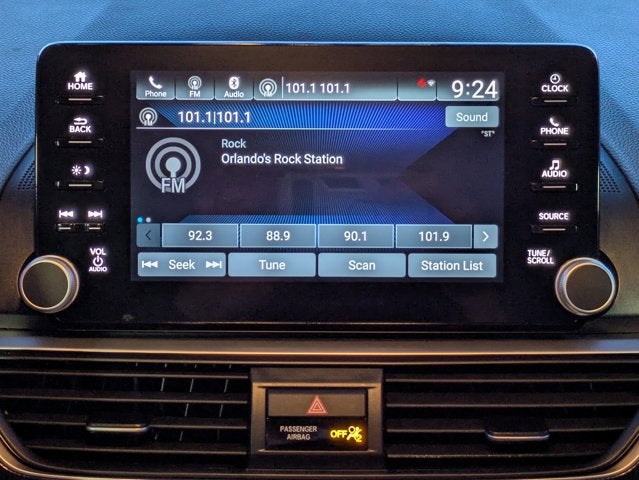 HOME
BACK
VOL
AUDIO
Phone
FM
Audio
101.1 101.1
9:24
101.1|101.1
Sound
"ST"
Rock
Orlando's Rock Station
FM
92.3
88.9
90.1
101.9
Seek
Tune
Scan
Station List
CLOCK
PHONE
AUDIO
SOURCE
TUNE/
SCROLL
PASSENGER
AIRBAG
OFF
2